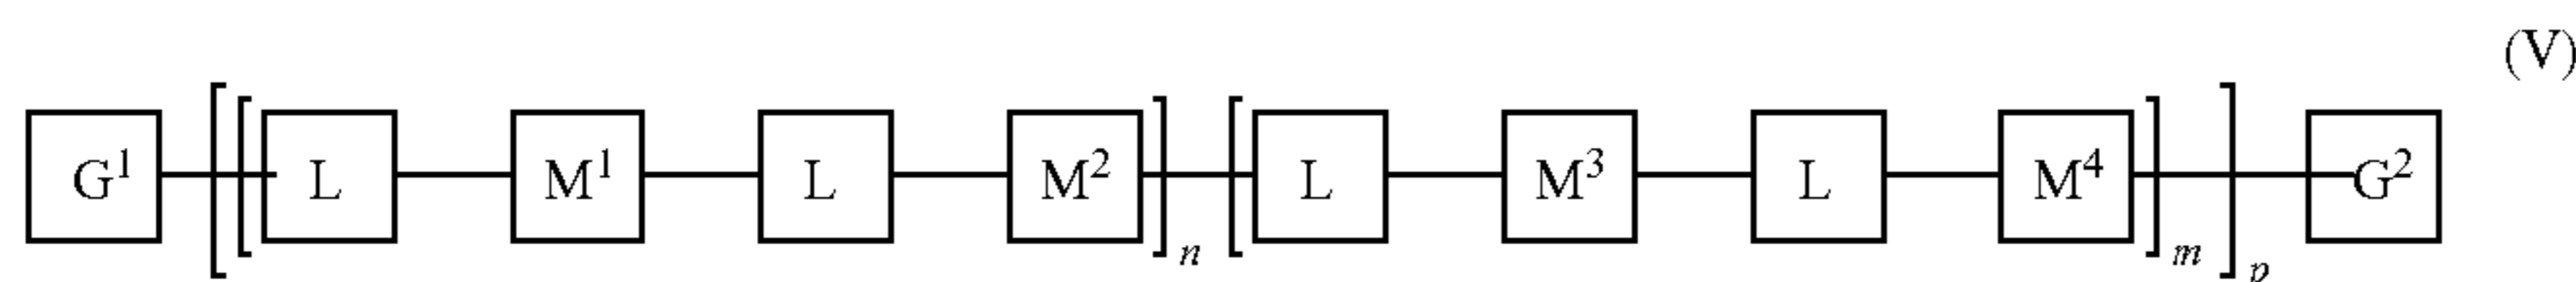 (V)
G¹ L M¹ L M² n L M³ L M⁴ m p G²